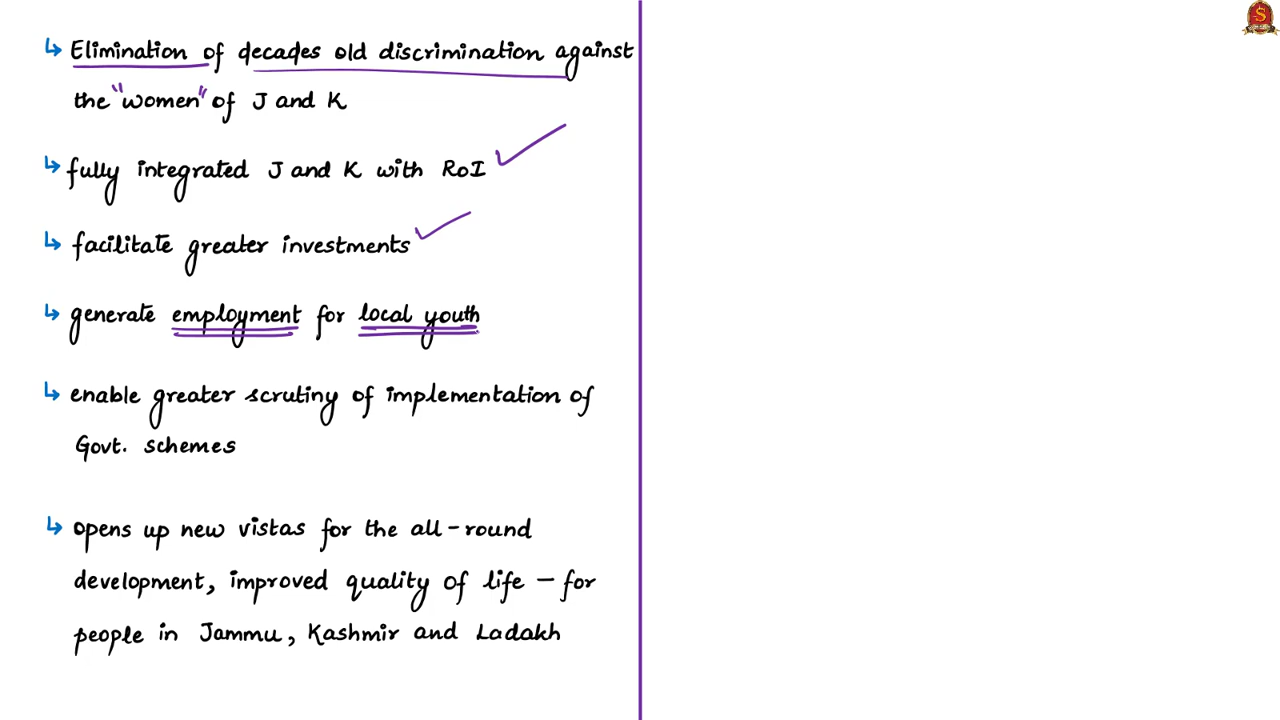 ↳ Elimination of decades old discrimination against
the "women" of J and K
↳ fully integrated J and K with RoI
↳ facilitate greater investments
↳ generate employment for local youth
↳ enable greater scrutiny of implementation of
Govt. schemes
↳ opens up new vistas for the all-round
development, improved quality of life – for
people in Jammu, Kashmir and Ladakh